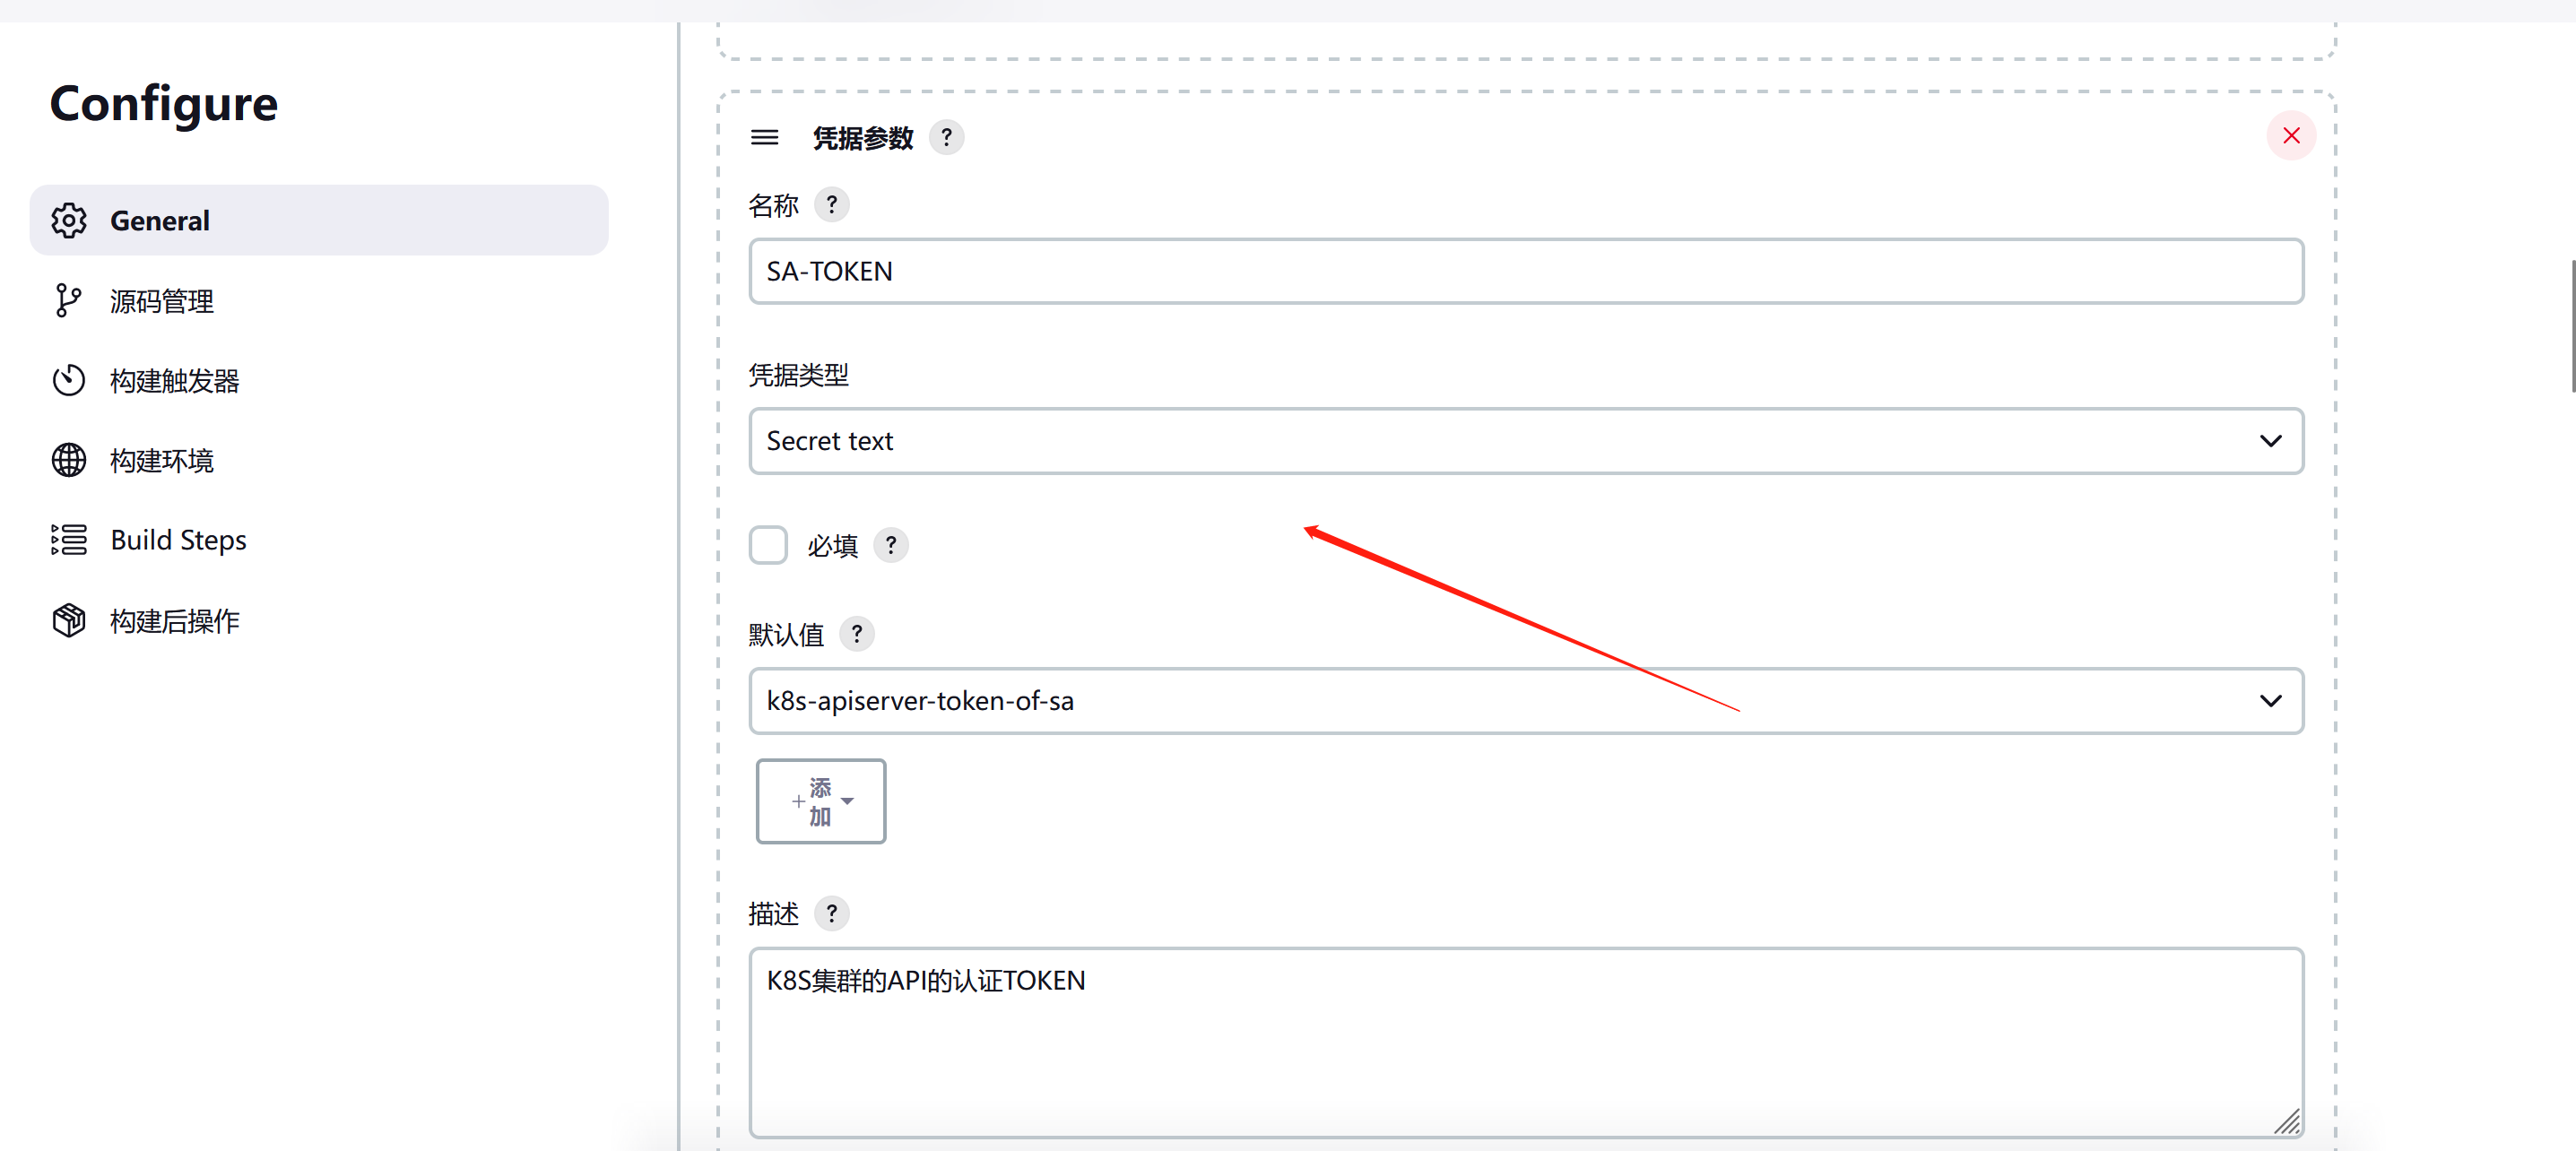 Configure
General
源码管理
构建触发器
构建环境
Build Steps
构建后操作
凭据参数 ?
名称 ?
SA-TOKEN
凭据类型
Secret text
必填 ?
默认值 ?
k8s-apiserver-token-of-sa
+添
加
描述 ?
K8S集群的API的认证TOKEN